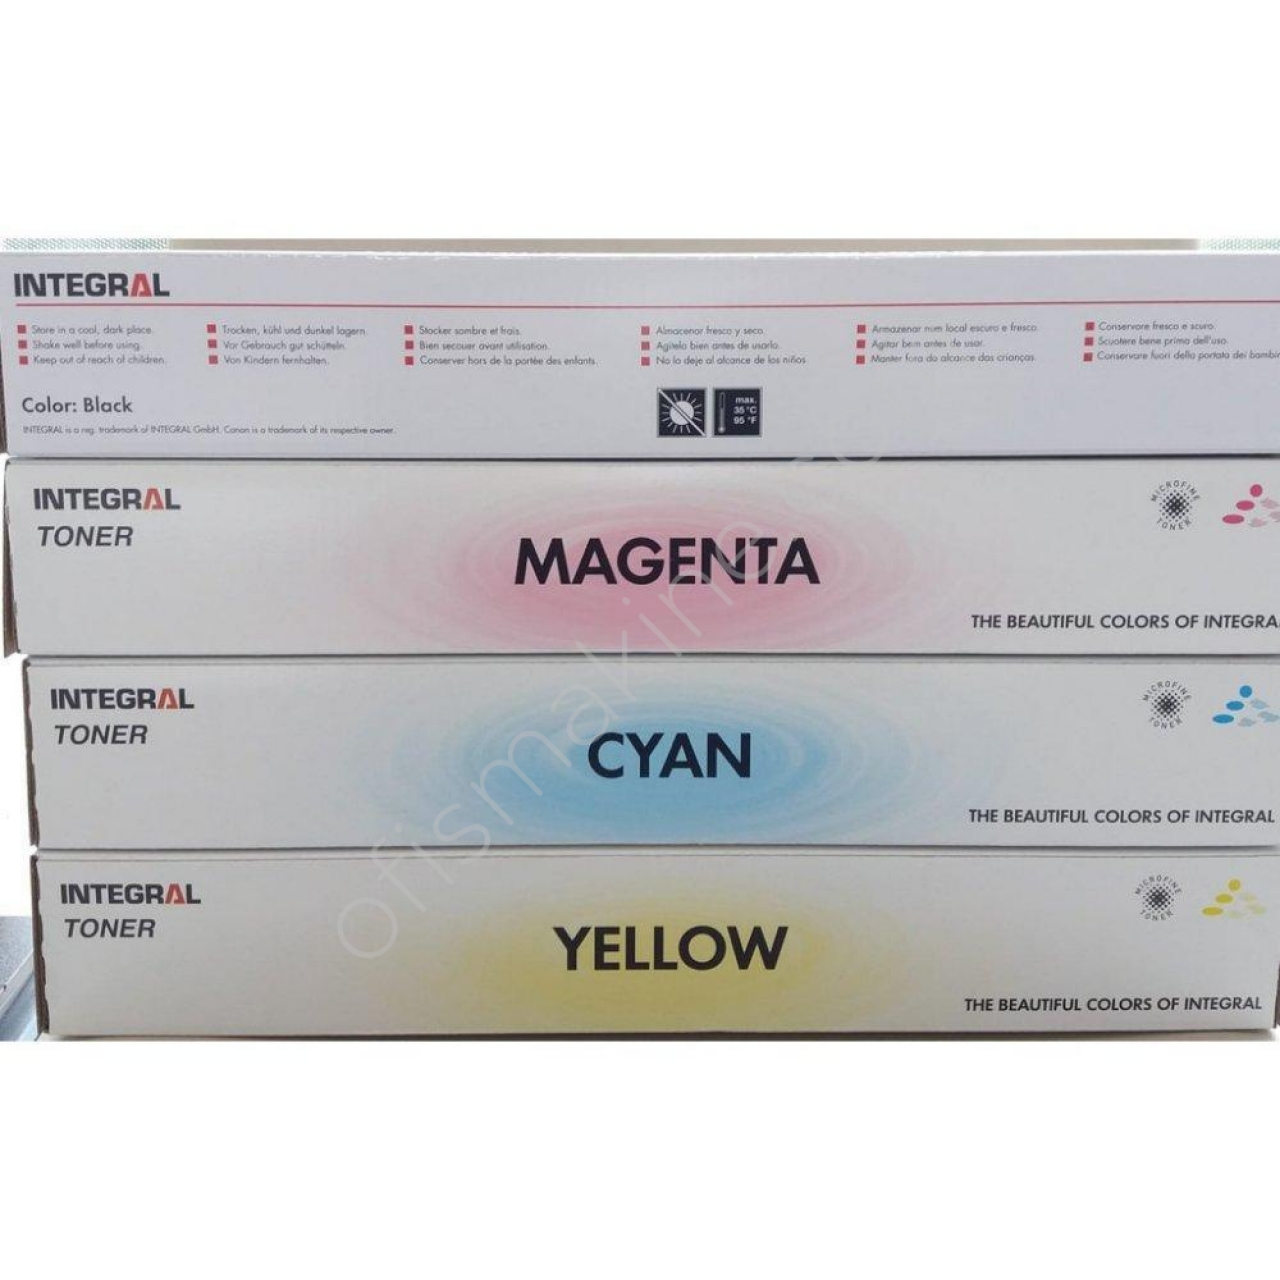 INTEGRAL
Store in a cool, dark place.
Shake well before using.
Keep out of reach of children.
Trocken, kühl und dunkel lagern.
Vor Gebrauch gut schütteln.
Von Kindern fernhalten.
Stocker sombre et frais.
Bien secouer avant utilisation.
Conserver hors de la portée des enfants.
Almacenar fresco y seco.
Agítelo bien antes de usarlo.
No lo deje al alcance de los niños.
Armazenar num local escuro e fresco.
Agitar bem antes de usar.
Manter fora do alcance das crianças.
Conservare fresco e scuro.
Scuotere bene prima dell'uso.
Conservare fuori della portata dei bambin
Color: Black
INTEGRAL is a reg. trademark of INTEGRAL GmbH. Canon is a trademark of its respective owner.
max.
35 °C
95 °F
INTEGRAL
TONER
MAGENTA
MICROFINE
TONER
THE BEAUTIFUL COLORS OF INTEGRA
INTEGRAL
TONER
CYAN
MICROFINE
TONER
THE BEAUTIFUL COLORS OF INTEGRAL
INTEGRAL
TONER
YELLOW
MICROFINE
TONER
THE BEAUTIFUL COLORS OF INTEGRAL